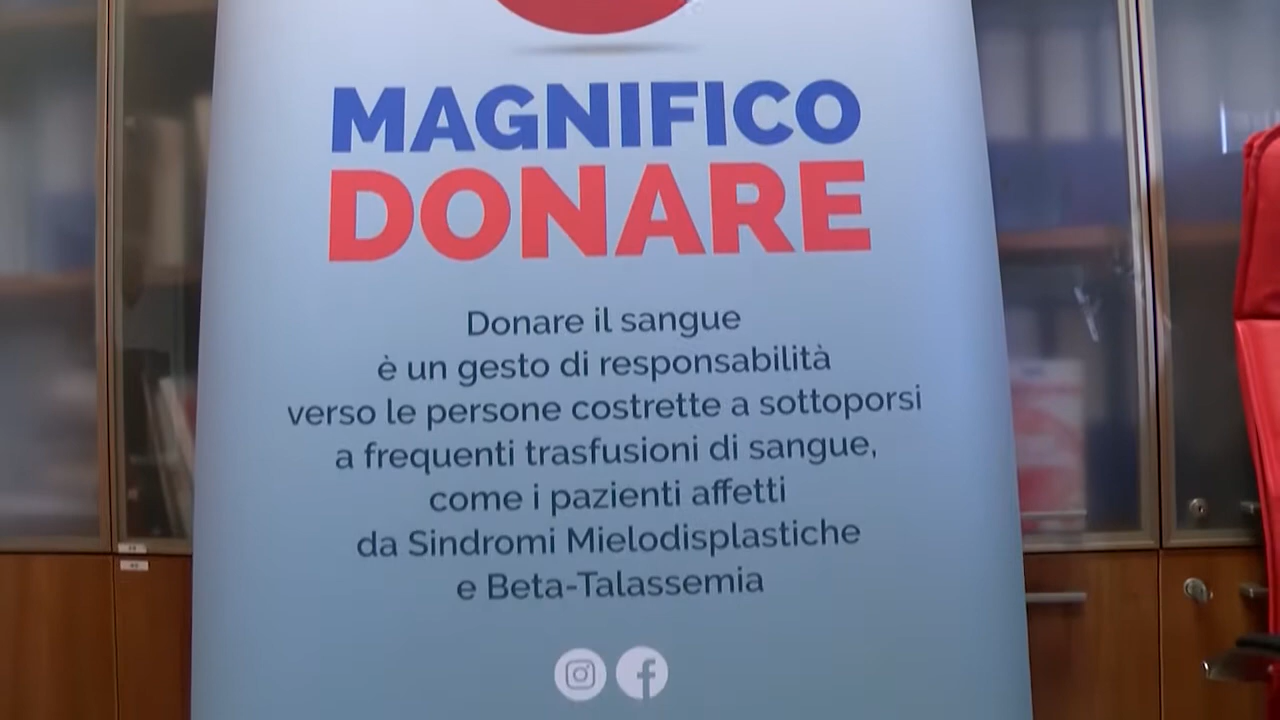 MAGNIFICO
DONARE
Donare il sangue
è un gesto di responsabilità
verso le persone costrette a sottoporsi
a frequenti trasfusioni di sangue,
come i pazienti affetti
da Sindromi Mielodisplastiche
e Beta-Talassemia